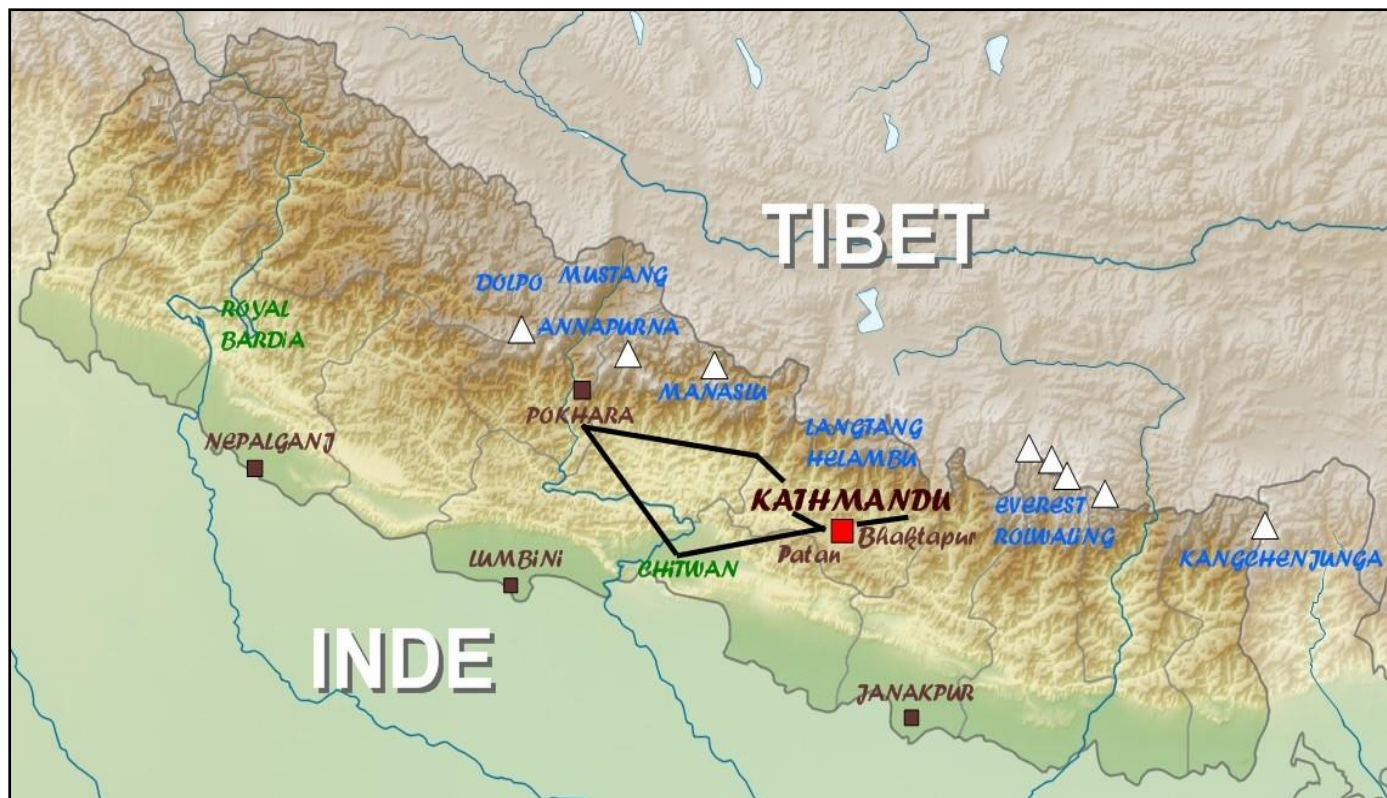 TIBET
DOLPO
MUSTANG
ROYAL
BARDIA
ANNAPURNA
MANASLU
POKHARA
LANGTANG
HELAMBU
NEPALGANJ
KATHMANDU
EVEREST
ROLWALING
Bhaktapur
Patan
KANGCHENJUNGA
LUMBINI
CHITWAN
INDE
JANAKPUR